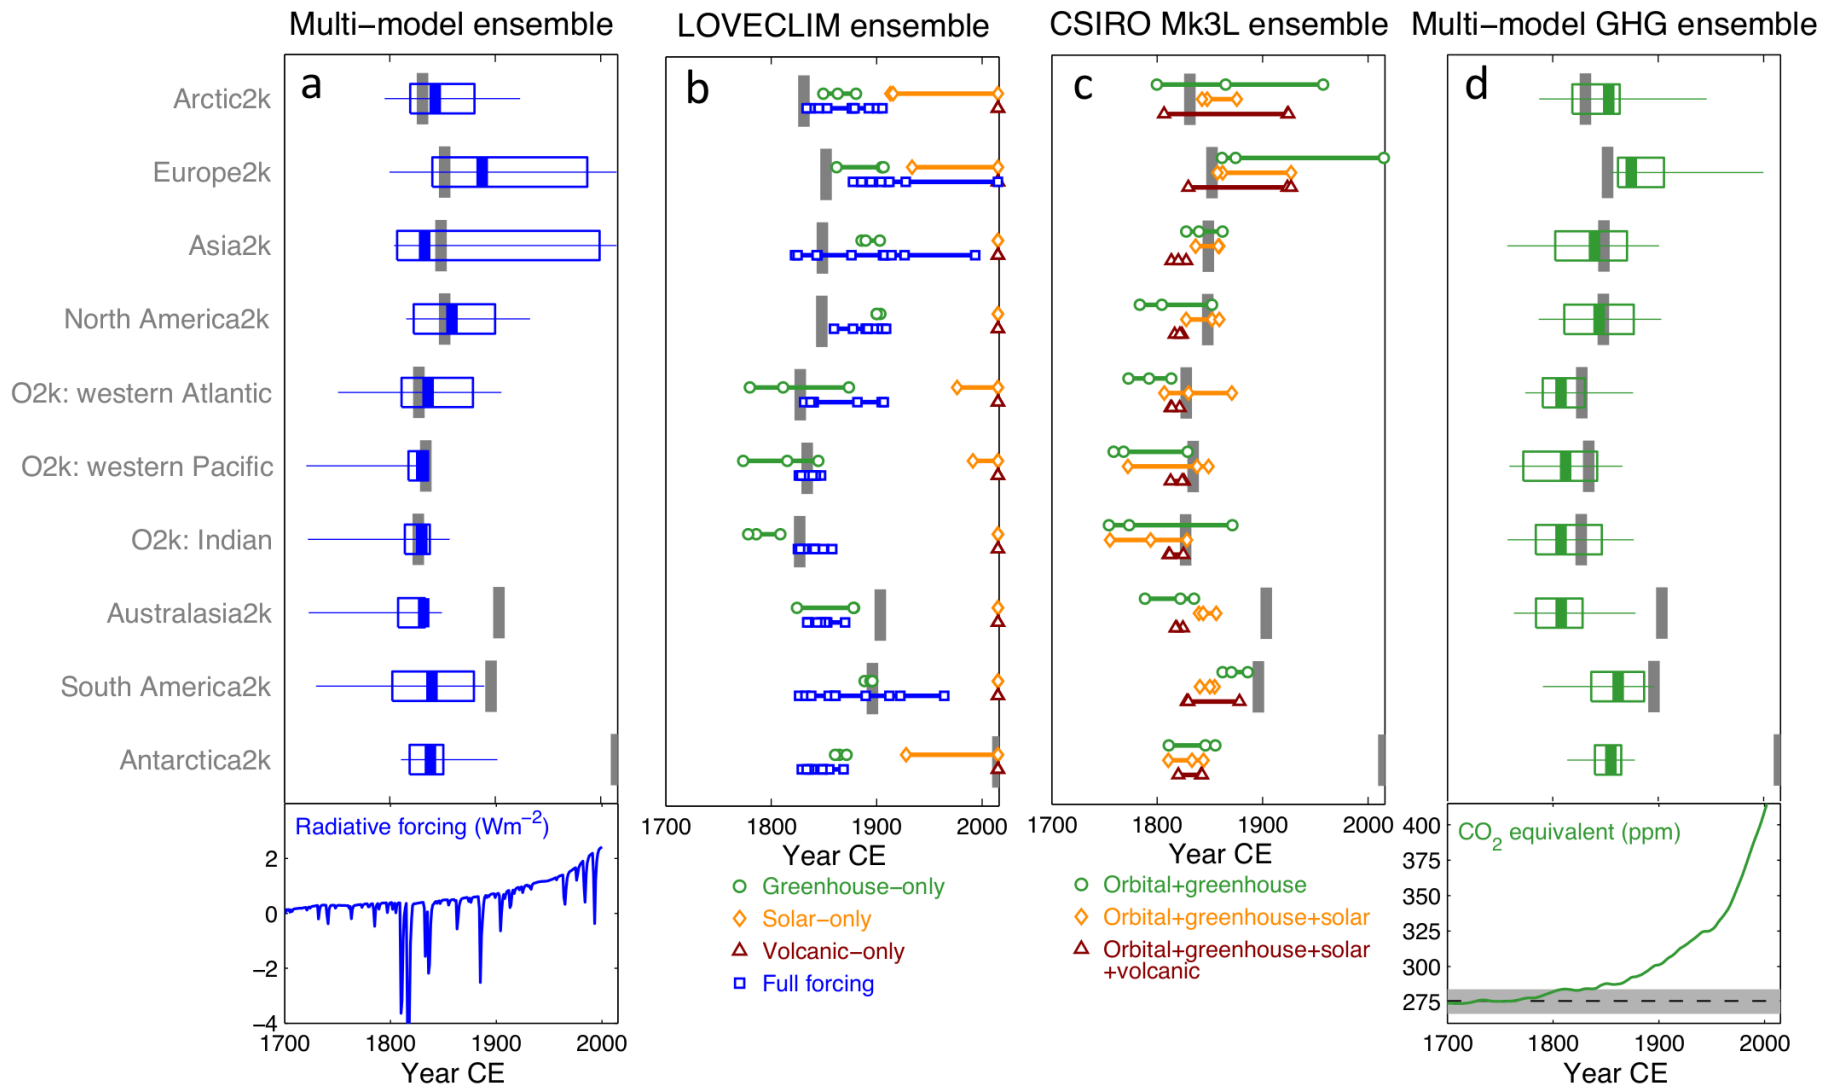 Multi−model ensemble
LOVECLIM ensemble
CSIRO Mk3L ensemble
Multi−model GHG ensemble
a
b
c
d
Arctic2k
Europe2k
Asia2k
North America2k
O2k: western Atlantic
O2k: western Pacific
O2k: Indian
Australasia2k
South America2k
Antarctica2k
Radiative forcing (Wm−2)
2
0
−2
−4
1700 1800 1900 2000
Year CE
1700 1800 1900 2000
Year CE
Greenhouse−only
Solar−only
Volcanic−only
Full forcing
1700 1800 1900 2000
Year CE
Orbital+greenhouse
Orbital+greenhouse+solar
Orbital+greenhouse+solar
+volcanic
CO2 equivalent (ppm)
400
375
350
325
300
275
1700 1800 1900 2000
Year CE